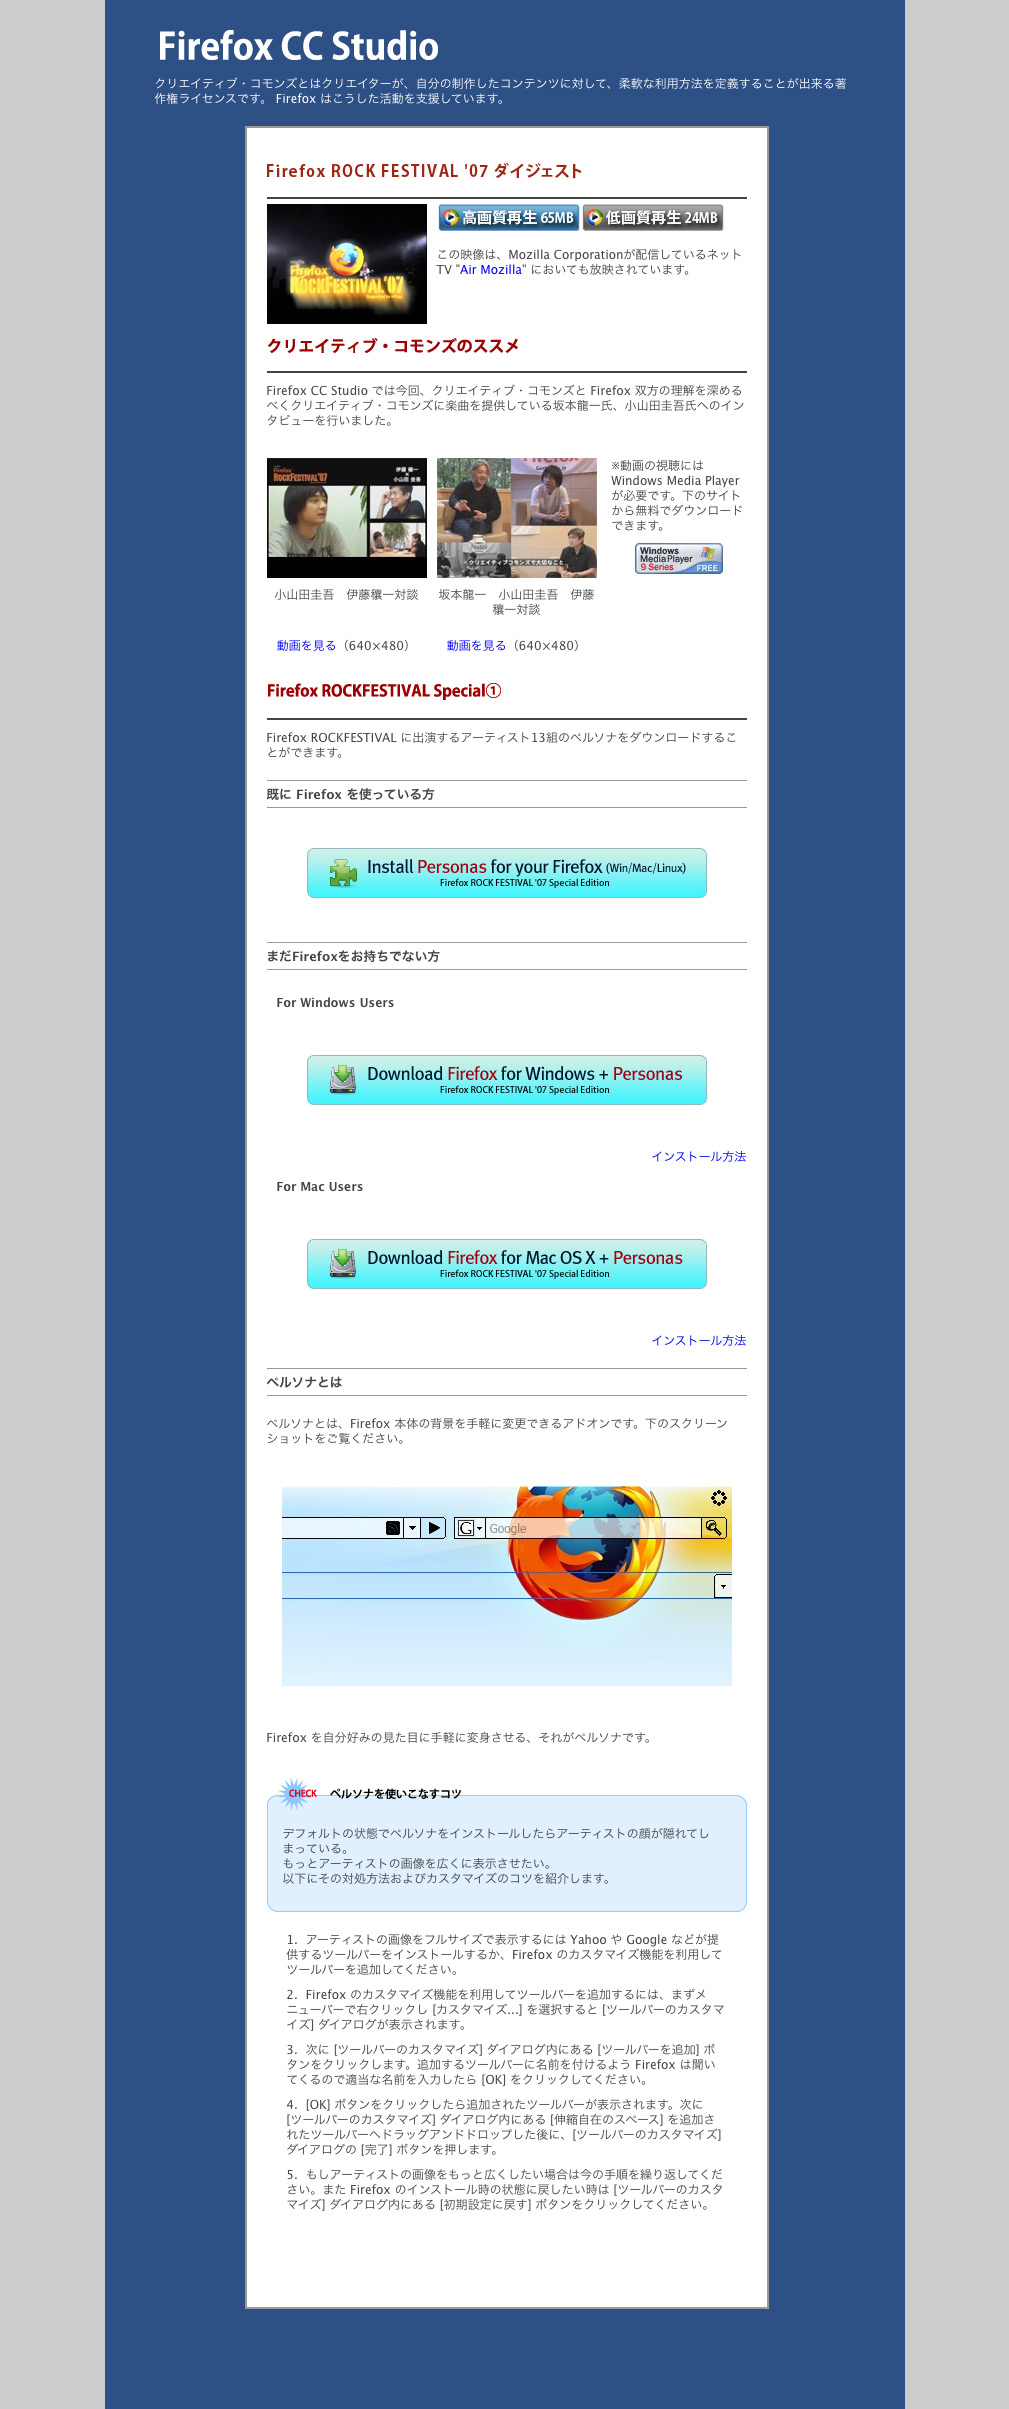 Firefox CC Studio
クリエイティブ・コモンズとはクリエイターが、自分の制作したコンテンツに対して、柔軟な利用方法を定義することが出来る著
作権ライセンスです。 Firefox はこうした活動を支援しています。
Firefox ROCK FESTIVAL '07 ダイジェスト
高画質再生 65MB 低画質再生 24MB
Firefox
ROCKFESTIVAL'07
この映像は、Mozilla Corporationが配信しているネット
TV "Air Mozilla" においても放映されています。
クリエイティブ・コモンズのススメ
Firefox CC Studio では今回、クリエイティブ・コモンズと Firefox 双方の理解を深める
べくクリエイティブ・コモンズに楽曲を提供している坂本龍一氏、小山田圭吾氏へのイン
タビューを行いました。
Firefox
ROCKFESTIVAL'07
伊藤 穰一
小山田 圭吾
クリエイティブコモンズで大切なこと
※動画の視聴には
Windows Media Player
が必要です。下のサイト
から無料でダウンロード
できます。
Windows
MediaPlayer
9 Series FREE
小山田圭吾　伊藤穰一対談
坂本龍一　小山田圭吾　伊藤
穰一対談
動画を見る（640×480）
動画を見る（640×480）
Firefox ROCKFESTIVAL Special①
Firefox ROCKFESTIVAL に出演するアーティスト13組のペルソナをダウンロードするこ
とができます。
既に Firefox を使っている方
Install Personas for your Firefox (Win/Mac/Linux)
Firefox ROCK FESTIVAL '07 Special Edition
まだFirefoxをお持ちでない方
For Windows Users
Download Firefox for Windows + Personas
Firefox ROCK FESTIVAL '07 Special Edition
インストール方法
For Mac Users
Download Firefox for Mac OS X + Personas
Firefox ROCK FESTIVAL '07 Special Edition
インストール方法
ペルソナとは
ペルソナとは、Firefox 本体の背景を手軽に変更できるアドオンです。下のスクリーン
ショットをご覧ください。
G Google
Firefox を自分好みの見た目に手軽に変身させる、それがペルソナです。
CHECK ペルソナを使いこなすコツ
デフォルトの状態でペルソナをインストールしたらアーティストの顔が隠れてし
まっている。
もっとアーティストの画像を広くに表示させたい。
以下にその対処方法およびカスタマイズのコツを紹介します。
1. アーティストの画像をフルサイズで表示するには Yahoo や Google などが提
供するツールバーをインストールするか、Firefox のカスタマイズ機能を利用して
ツールバーを追加してください。
2. Firefox のカスタマイズ機能を利用してツールバーを追加するには、まずメ
ニューバーで右クリックし [カスタマイズ...] を選択すると [ツールバーのカスタマ
イズ] ダイアログが表示されます。
3. 次に [ツールバーのカスタマイズ] ダイアログ内にある [ツールバーを追加] ボ
タンをクリックします。追加するツールバーに名前を付けるよう Firefox は聞い
てくるので適当な名前を入力したら [OK] をクリックしてください。
4. [OK] ボタンをクリックしたら追加されたツールバーが表示されます。次に
[ツールバーのカスタマイズ] ダイアログ内にある [伸縮自在のスペース] を追加さ
れたツールバーへドラッグアンドドロップした後に、[ツールバーのカスタマイズ]
ダイアログの [完了] ボタンを押します。
5. もしアーティストの画像をもっと広くしたい場合は今の手順を繰り返してくだ
さい。また Firefox のインストール時の状態に戻したい時は [ツールバーのカスタ
マイズ] ダイアログ内にある [初期設定に戻す] ボタンをクリックしてください。